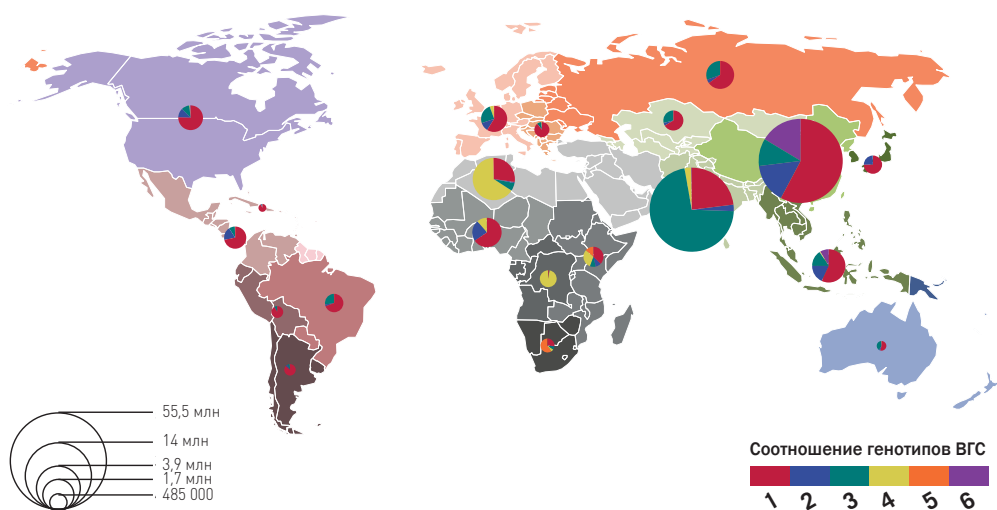 55,5 млн
14 млн
3,9 млн
1,7 млн
485 000
Соотношение генотипов ВГС
1 2 3 4 5 6